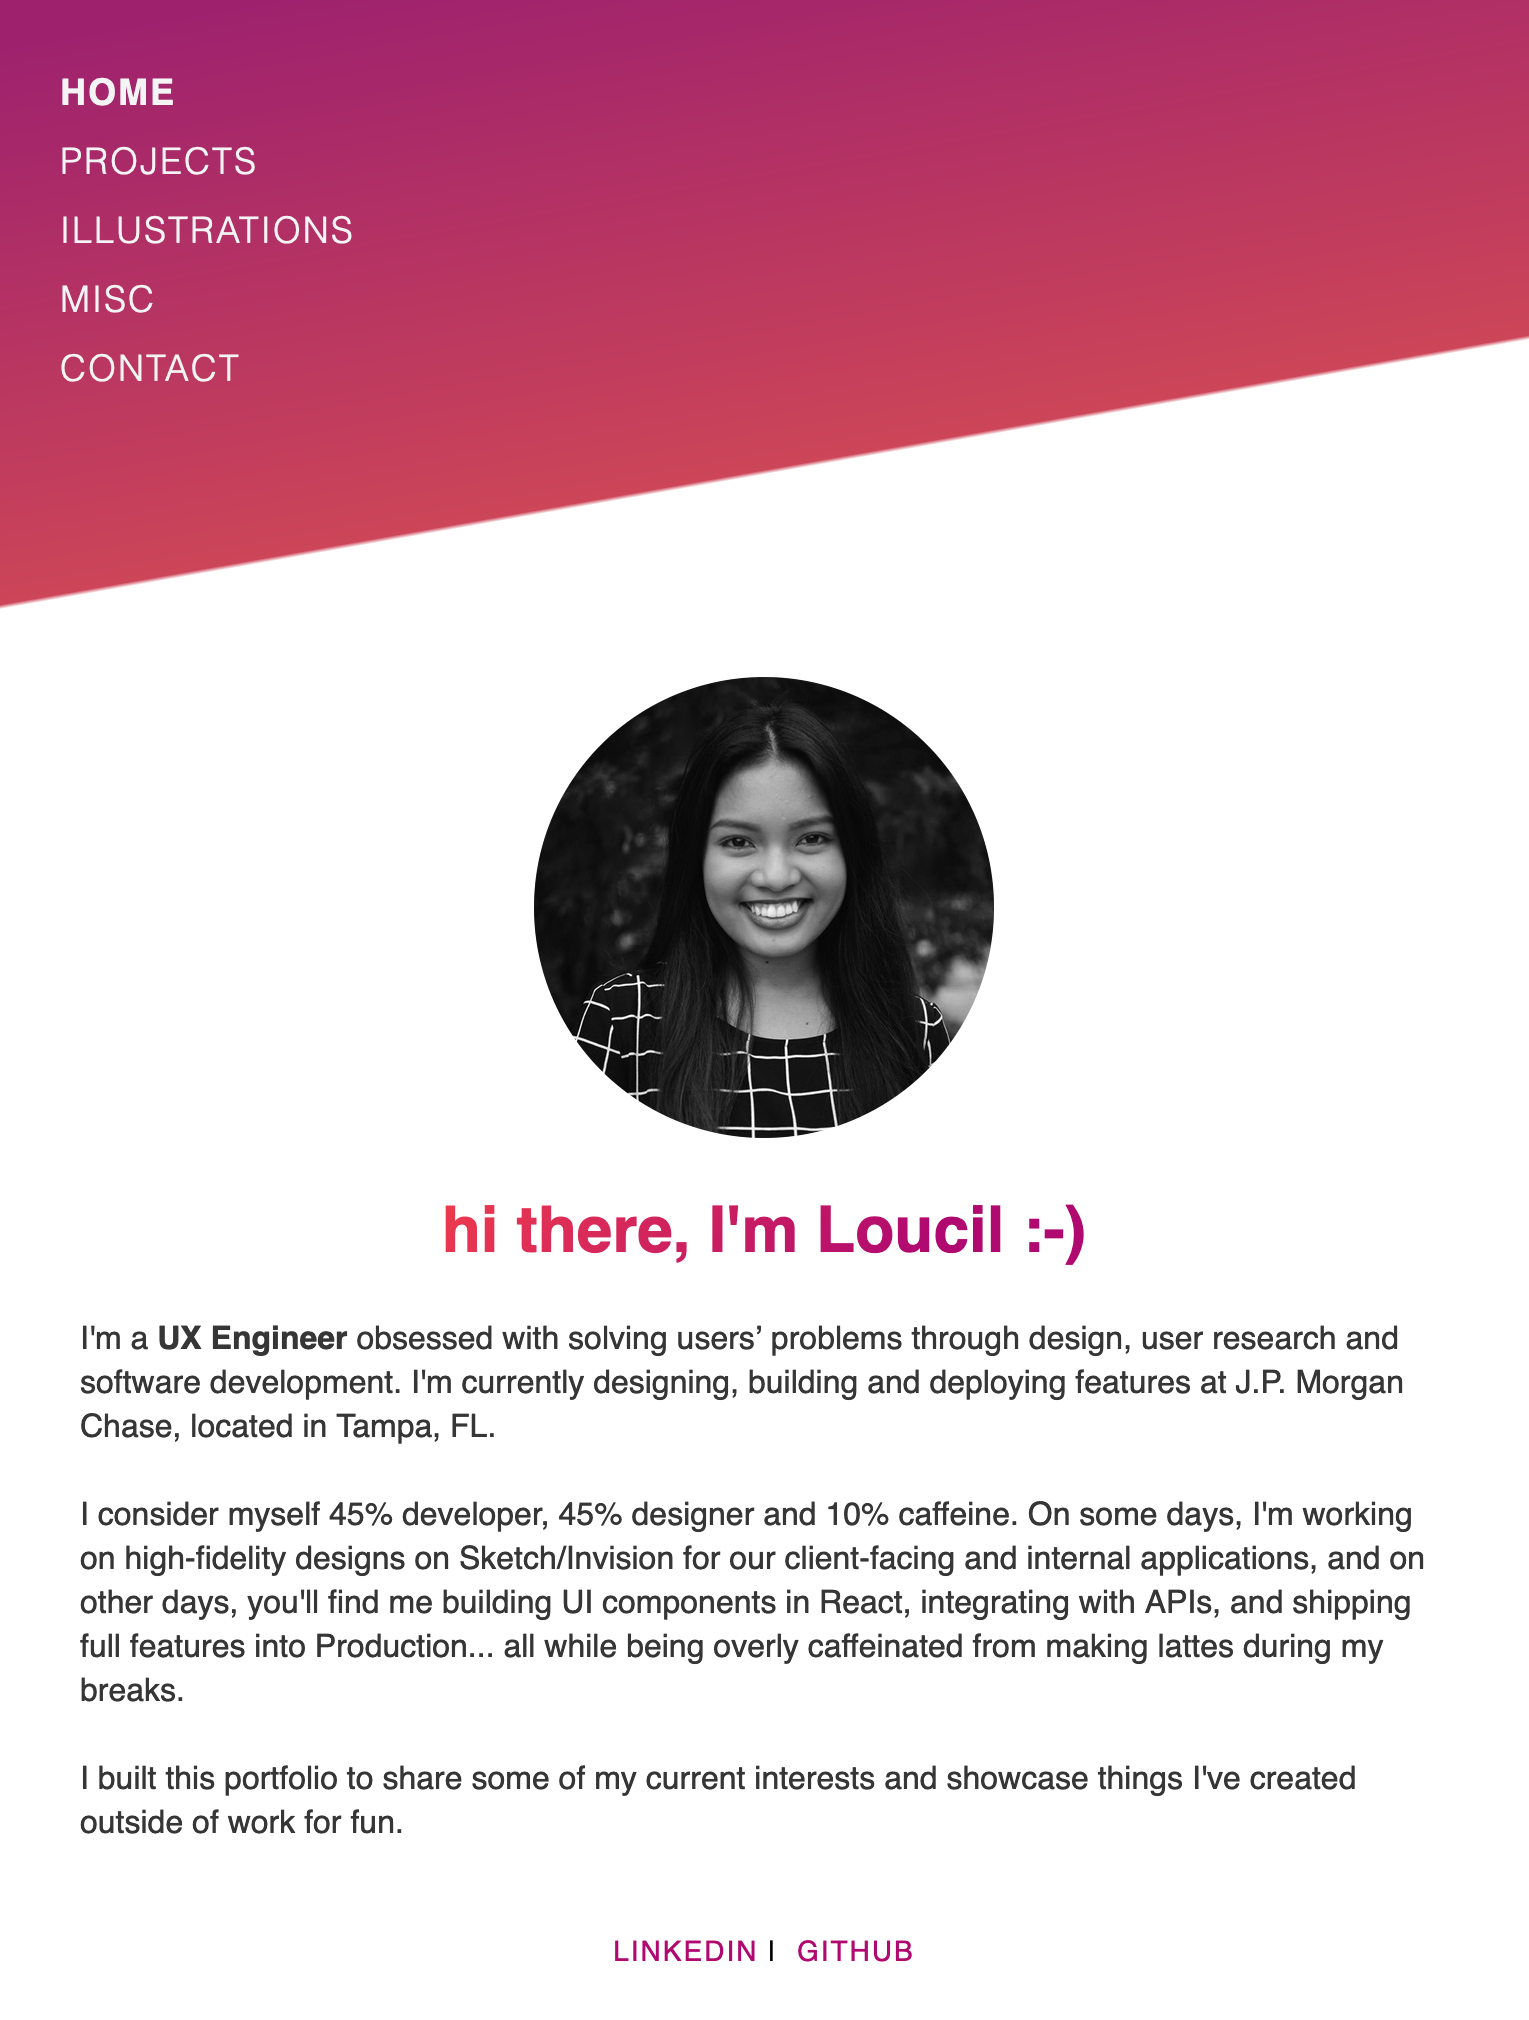 HOME
PROJECTS
ILLUSTRATIONS
MISC
CONTACT
hi there, I'm Loucil :-)
I'm a UX Engineer obsessed with solving users’ problems through design, user research and
software development. I'm currently designing, building and deploying features at J.P. Morgan
Chase, located in Tampa, FL.
I consider myself 45% developer, 45% designer and 10% caffeine. On some days, I'm working
on high-fidelity designs on Sketch/Invision for our client-facing and internal applications, and on
other days, you'll find me building UI components in React, integrating with APIs, and shipping
full features into Production... all while being overly caffeinated from making lattes during my
breaks.
I built this portfolio to share some of my current interests and showcase things I've created
outside of work for fun.
LINKEDIN | GITHUB